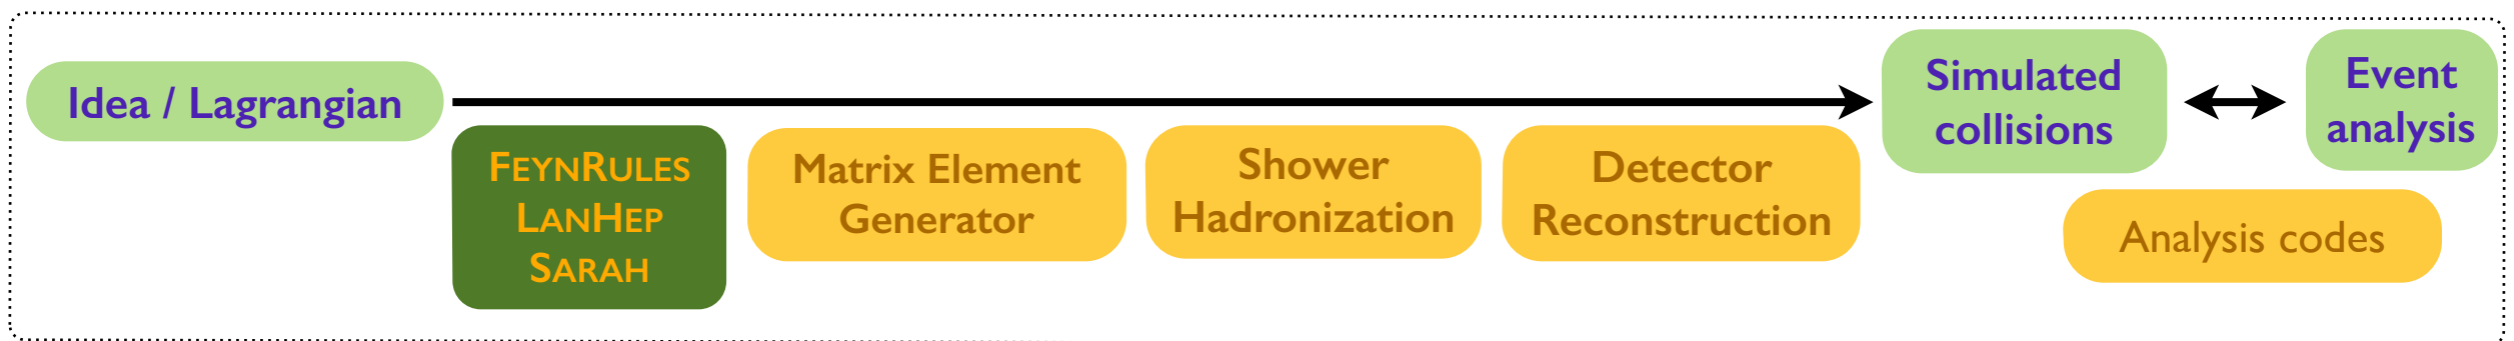 Idea / Lagrangian
FEYNRULES
LANHEP
SARAH
Matrix Element
Generator
Shower
Hadronization
Detector
Reconstruction
Simulated
collisions
Event
analysis
Analysis codes